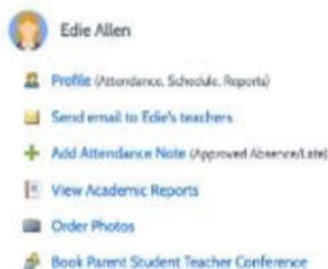 Edie Allen
Profile (Attendance, Schedule, Reports)
Send email to Edie's teachers
Add Attendance Note (Approved Absence/Late)
View Academic Reports
Order Photos
Book Parent Student Teacher Conference